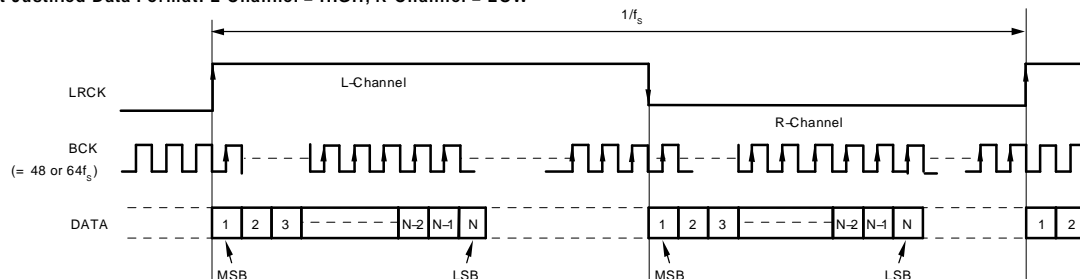 Justified Data Format: L-Channel = HIGH, R-Channel = LOW
1/fs
L-Channel
LRCK
R-Channel
BCK
(= 48 or 64fs)
DATA
1 2 3 N-2 N-1 N 1 2 3 N-2 N-1 N 1 2
MSB LSB MSB LSB